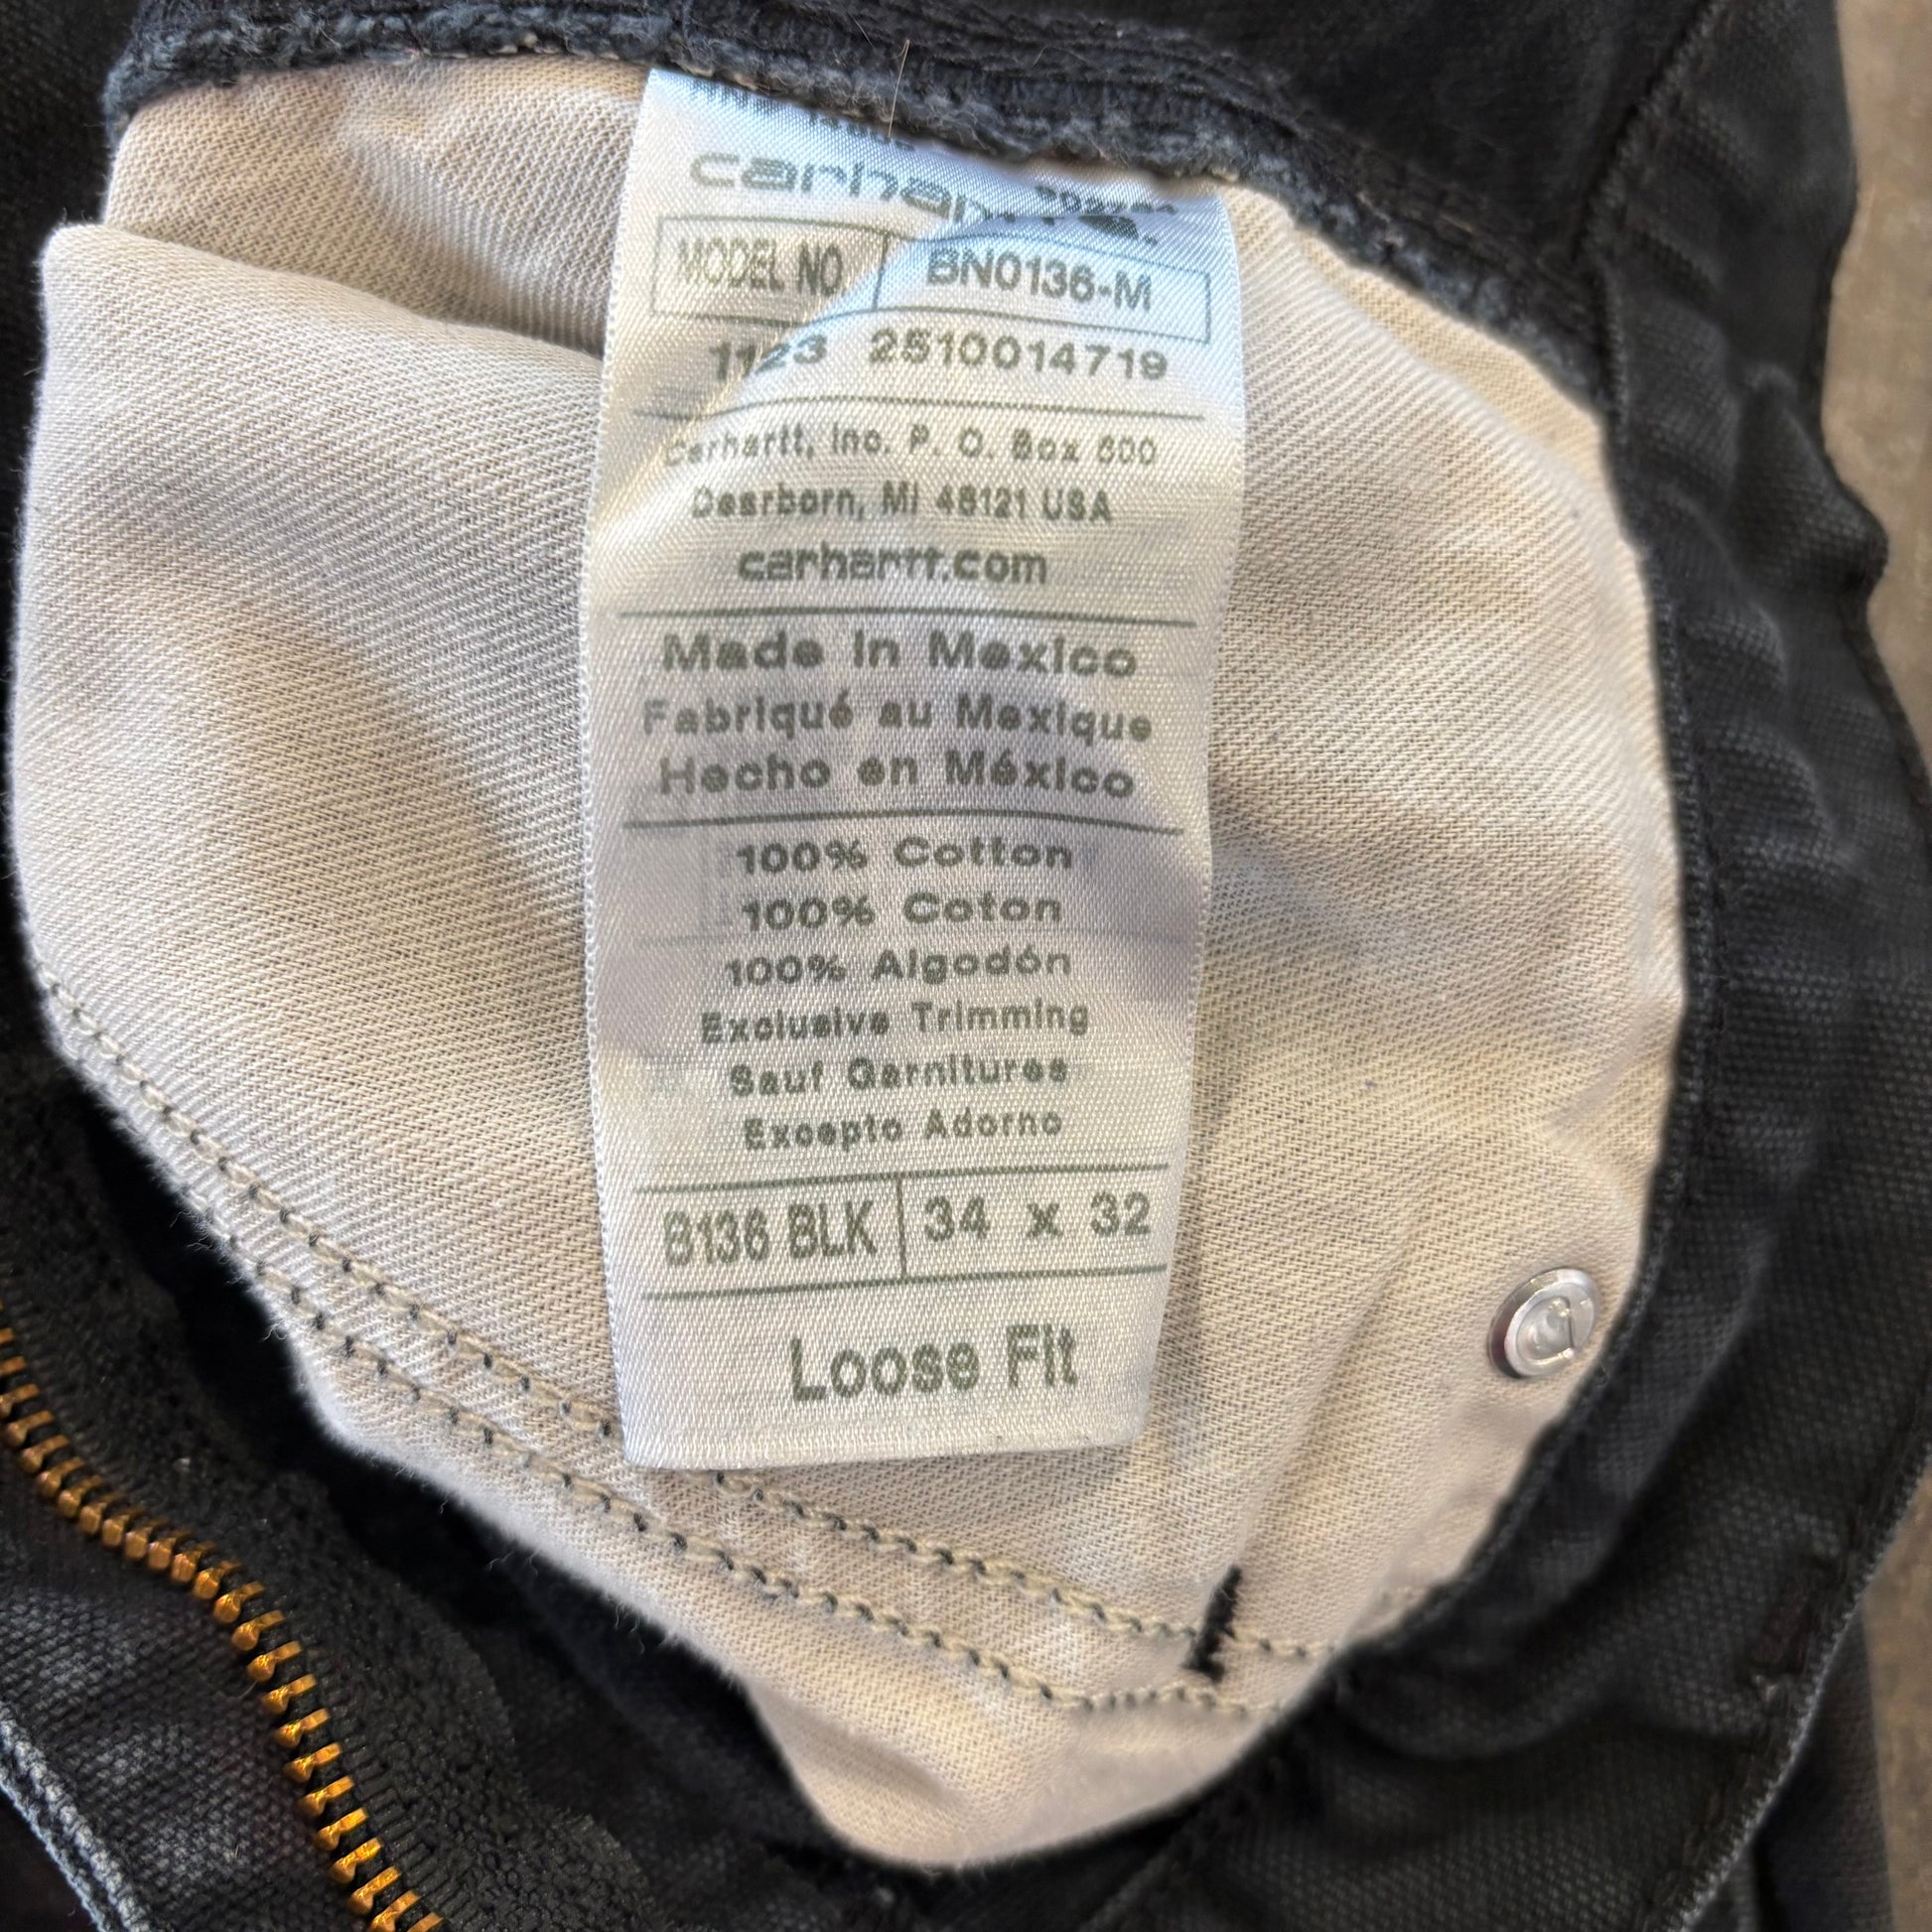 carhartt.
MODEL NO BN0136-M
1123 2510014719
Carhartt, Inc. P. O. Box 600
Dearborn, MI 48121 USA
carhartt.com
Made in Mexico
Fabriqué au Mexique
Hecho en México
100% Cotton
100% Coton
100% Algodón
Exclusive Trimming
Sauf Garnitures
Excepto Adorno
B136 BLK 34 x 32
Loose Fit